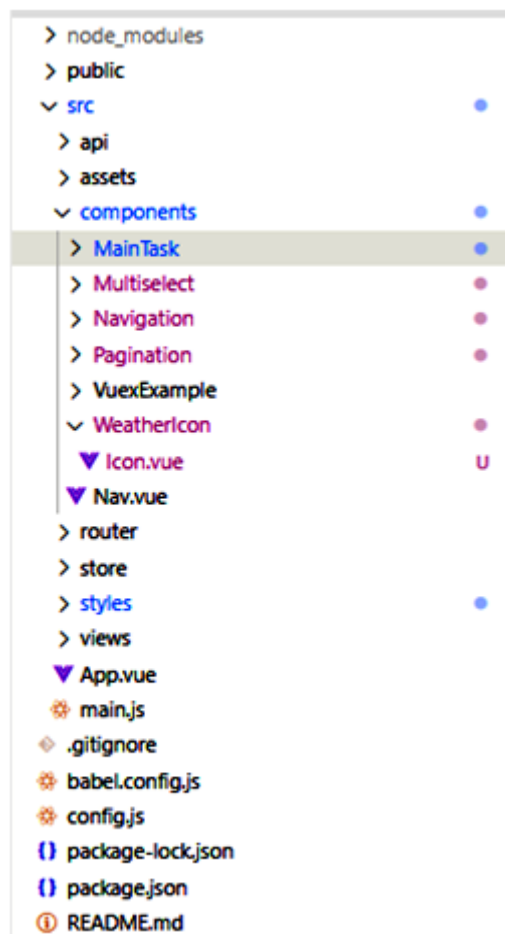 node_modules
public
src
api
assets
components
MainTask
Multiselect
Navigation
Pagination
VuexExample
WeatherIcon
Icon.vue U
Nav.vue
router
store
styles
views
App.vue
main.js
.gitignore
babel.config.js
config.js
{} package-lock.json
{} package.json
README.md